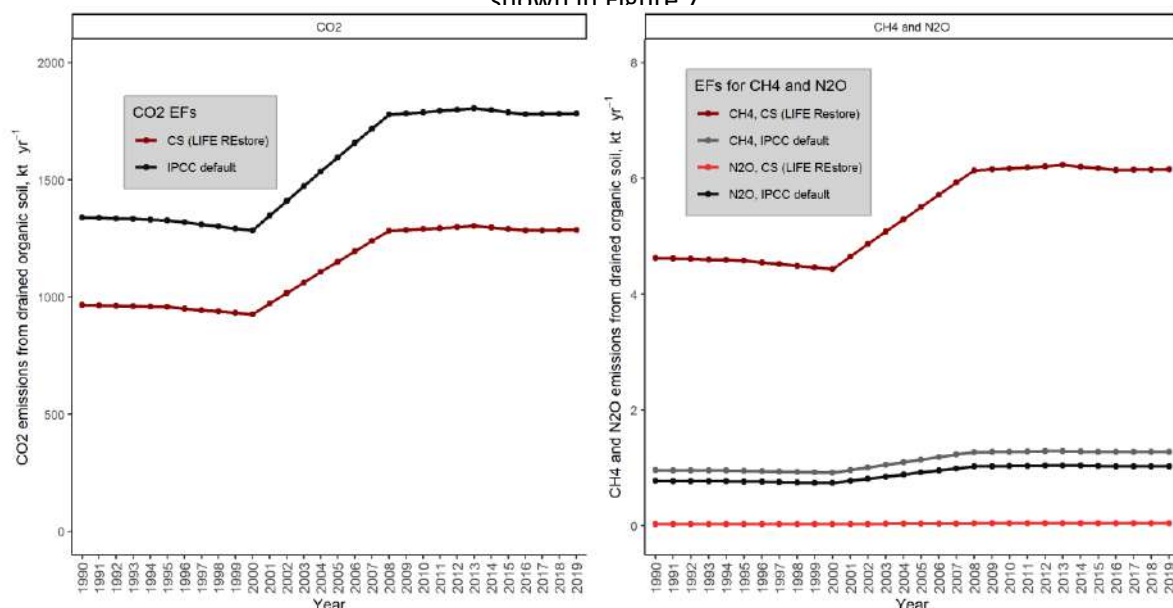 shown in Figure 7
CO2
2000
1500
1000
500
0
CO2 emissions from drained organic soil, kt yr⁻¹
CO2 EFs
CS (LIFE REstore)
IPCC default
1990 1991 1992 1993 1994 1995 1996 1997 1998 1999 2000 2001 2002 2003 2004 2005 2006 2007 2008 2009 2010 2011 2012 2013 2014 2015 2016 2017 2018 2019
Year
CH4 and N2O
8
6
4
2
0
CH4 and N2O emissions from drained organic soil, kt yr⁻¹
EFs for CH4 and N2O
CH4, CS (LIFE REstore)
CH4, IPCC default
N2O, CS (LIFE REstore)
N2O, IPCC default
1990 1991 1992 1993 1994 1995 1996 1997 1998 1999 2000 2001 2002 2003 2004 2005 2006 2007 2008 2009 2010 2011 2012 2013 2014 2015 2016 2017 2018 2019
Year